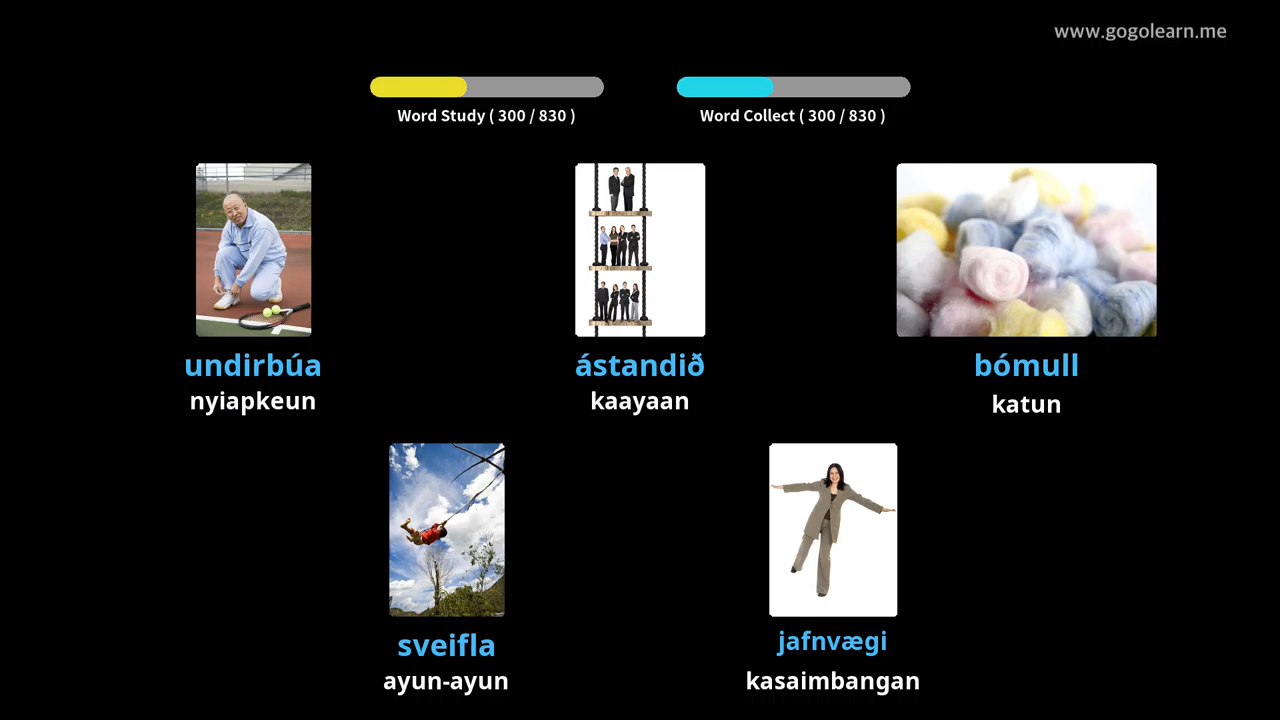 www.gogolearn.me
Word Study ( 300 / 830 )
Word Collect ( 300 / 830 )
undirbúa
nyiapkeun
ástandið
kaayaan
bómull
katun
sveifla
ayun-ayun
jafnvægi
kasaimbangan